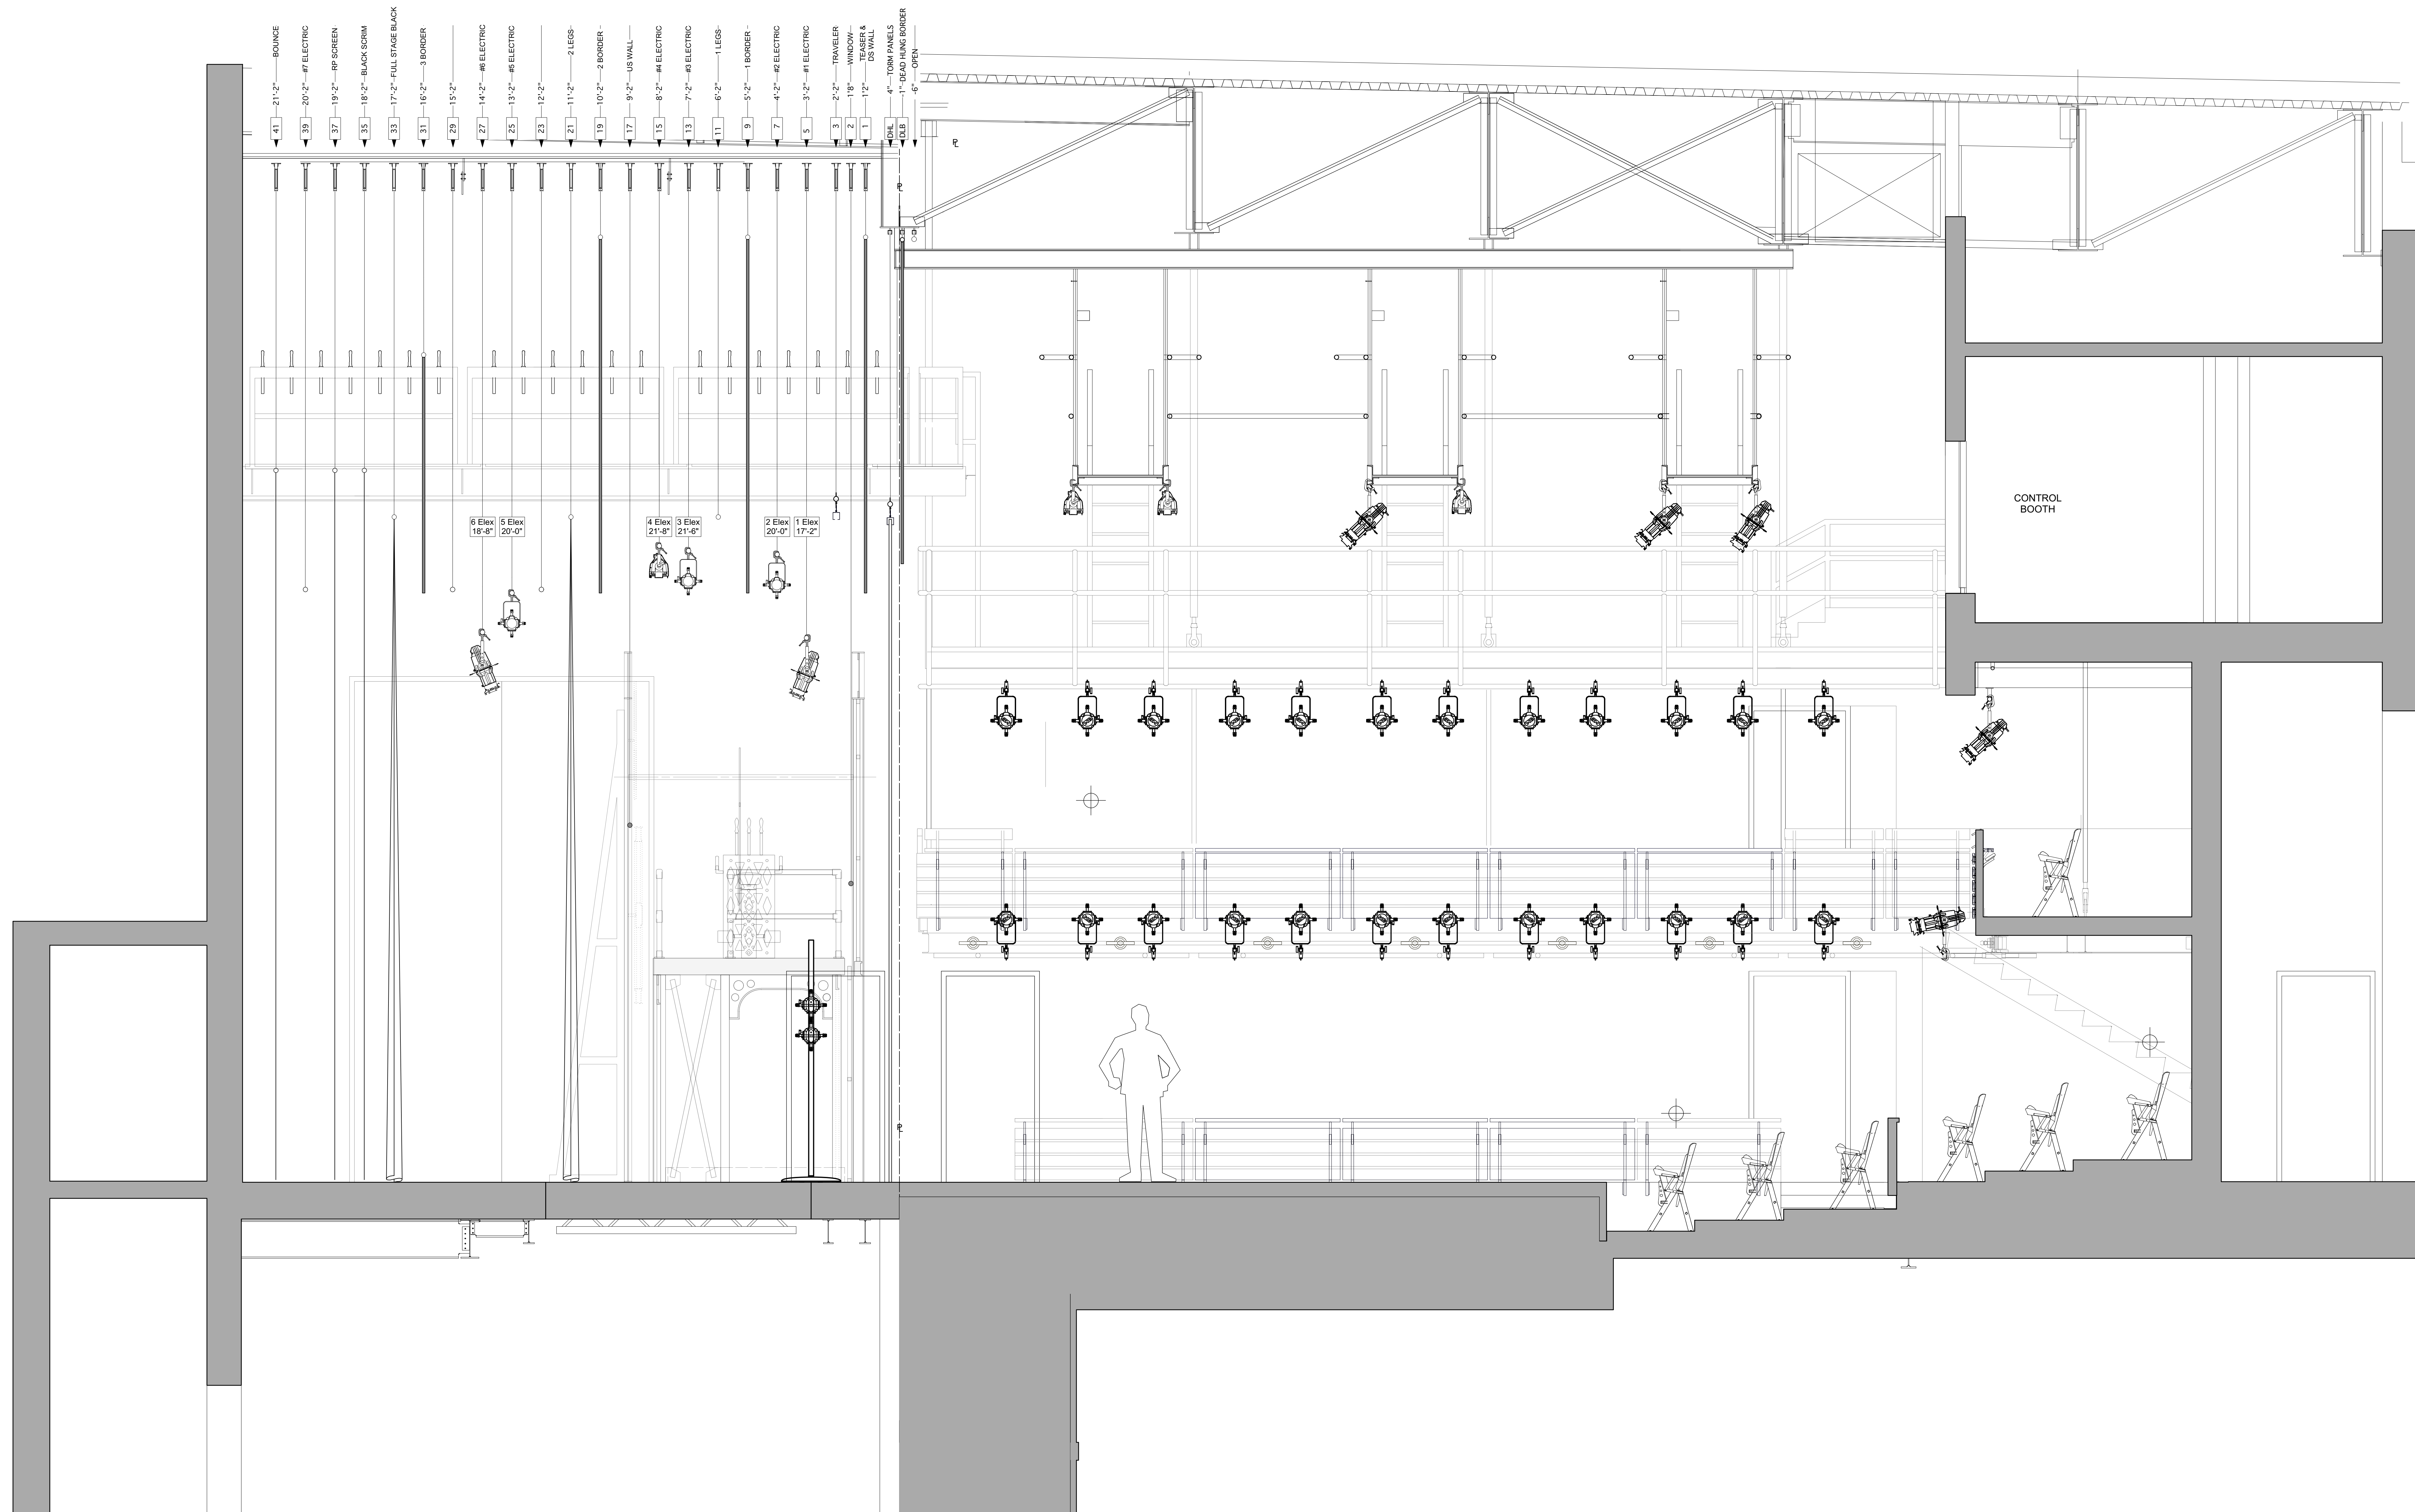 41 21'-2" BOUNCE
39 20'-2" #7 ELECTRIC
37 19'-2" RP SCREEN
35 18'-2" BLACK SCRIM
33 17'-2" FULL STAGE BLACK
31 16'-2" 3 BORDER
29 15'-2"
27 14'-2" #6 ELECTRIC
25 13'-2" #5 ELECTRIC
23 12'-2"
21 11'-2" 2 LEGS
19 10'-2" 2 BORDER
17 9'-2" US WALL
15 8'-2" #4 ELECTRIC
13 7'-2" #3 ELECTRIC
11 6'-2" 1 LEGS
9 5'-2" 1 BORDER
7 4'-2" #2 ELECTRIC
5 3'-2" #1 ELECTRIC
3 2'-2" TRAVELER
2 1'8" WINDOW
1 1'2" TEASER &
DS WALL
DHL 4" TORM PANELS
DLB 1" DEAD HUNG BORDER
-6" OPEN
PL
PL
6 Elex
18'-8"
5 Elex
20'-0"
4 Elex
21'-8"
3 Elex
21'-6"
2 Elex
20'-0"
1 Elex
17'-2"
CONTROL
BOOTH
PL